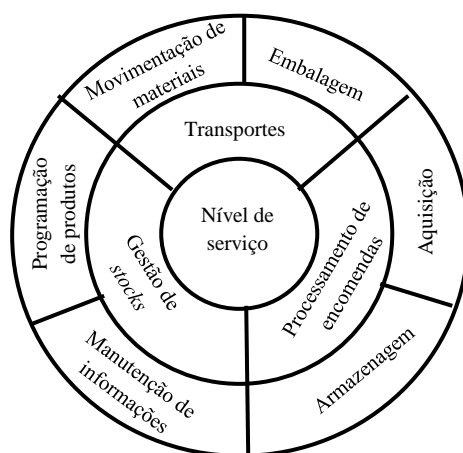 Movimentação de
materiais
Embalagem
Transportes
Programação
de produtos
Nível de
serviço
Aquisição
Gestão de
stocks
Processamento de
encomendas
Manutenção de
informações
Armazenagem